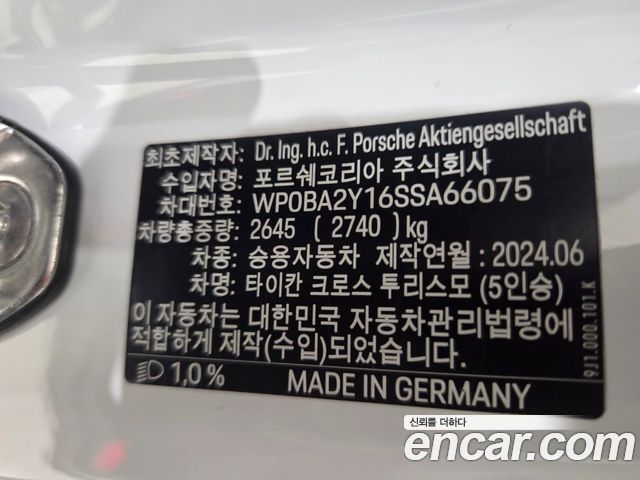 최초제작자: Dr. Ing. h.c. F. Porsche Aktiengesellschaft
수입자명: 포르쉐코리아 주식회사
차대번호: WP0BA2Y16SSA66075
차량총중량: 2645 ( 2740 ) kg
차종: 승용자동차 제작연월: 2024.06
차명: 타이칸 크로스 투리스모 (5인승)
이 자동차는 대한민국 자동차관리법령에
적합하게 제작(수입)되었습니다.
1,0% MADE IN GERMANY
9J1.000.101.K
신뢰를 더하다
encar.com